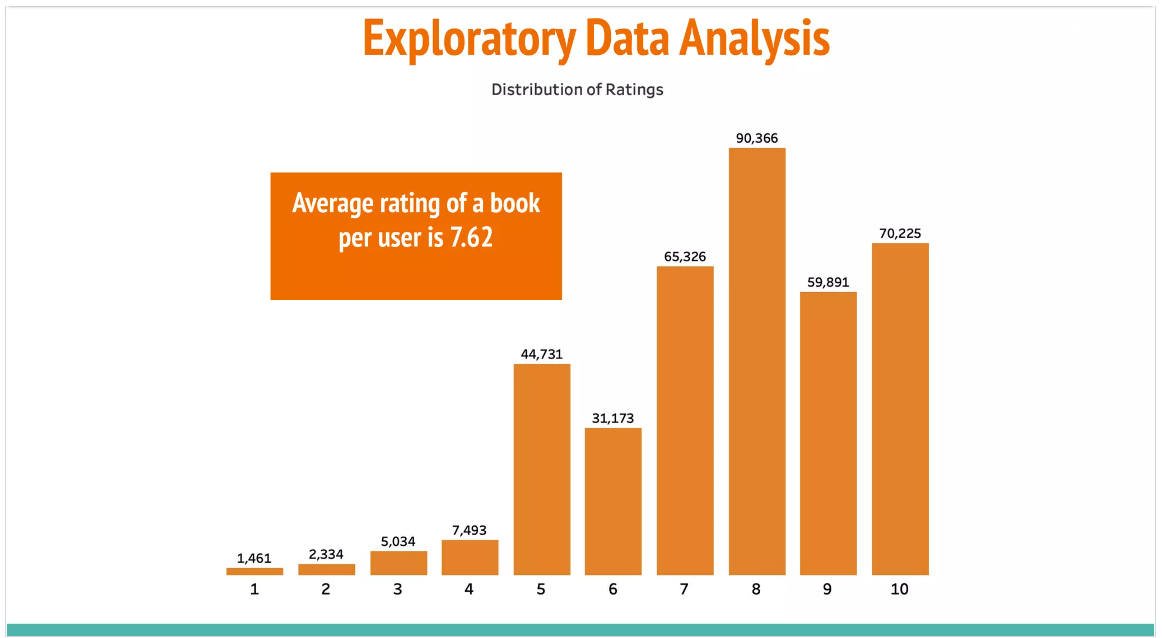 Exploratory Data Analysis
Distribution of Ratings
Average rating of a book
per user is 7.62
90,366
70,225
65,326
59,891
44,731
31,173
7,493
5,034
2,334
1,461
1 2 3 4 5 6 7 8 9 10